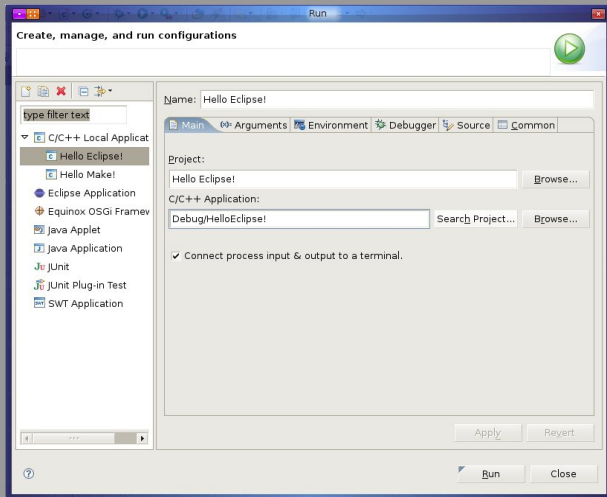 Run
Create, manage, and run configurations
type filter text
C/C++ Local Applicat
Hello Eclipse!
Hello Make!
Eclipse Application
Equinox OSGi Framew
Java Applet
Java Application
JUnit
JUnit Plug-in Test
SWT Application
Name: Hello Eclipse!
Main Arguments Environment Debugger Source Common
Project:
Hello Eclipse! Browse...
C/C++ Application:
Debug/HelloEclipse! Search Project... Browse...
Connect process input & output to a terminal.
Apply Revert
Run Close